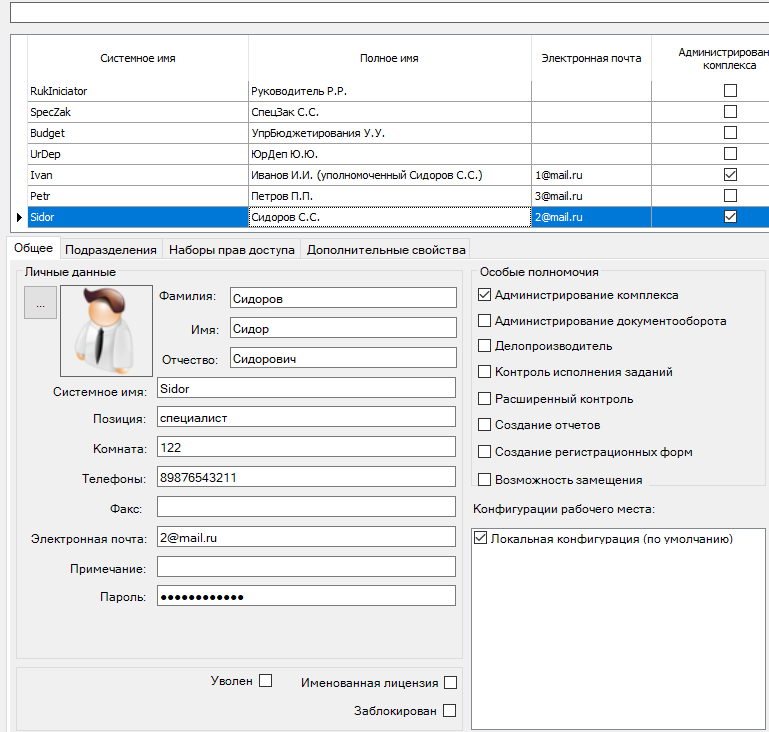 Системное имя Полное имя Электронная почта Администрирован
комплекса
RukIniciator Руководитель Р.Р.
SpecZak СпецЗак С.С.
Budget УпрБюджетирования У.У.
UrDep ЮрДеп Ю.Ю.
Ivan Иванов И.И. (уполномоченный Сидоров С.С.) 1@mail.ru
Petr Петров П.П. 3@mail.ru
Sidor Сидоров С.С. 2@mail.ru
Общее Подразделения Наборы прав доступа Дополнительные свойства
Личные данные
...
Фамилия: Сидоров
Имя: Сидор
Отчество: Сидорович
Системное имя: Sidor
Позиция: специалист
Комната: 122
Телефоны: 89876543211
Факс:
Электронная почта: 2@mail.ru
Примечание:
Пароль: ●●●●●●●●●●●●
Уволен Именованная лицензия
Заблокирован
Особые полномочия
Администрирование комплекса
Администрирование документооборота
Делопроизводитель
Контроль исполнения заданий
Расширенный контроль
Создание отчетов
Создание регистрационных форм
Возможность замещения
Конфигурации рабочего места:
Локальная конфигурация (по умолчанию)